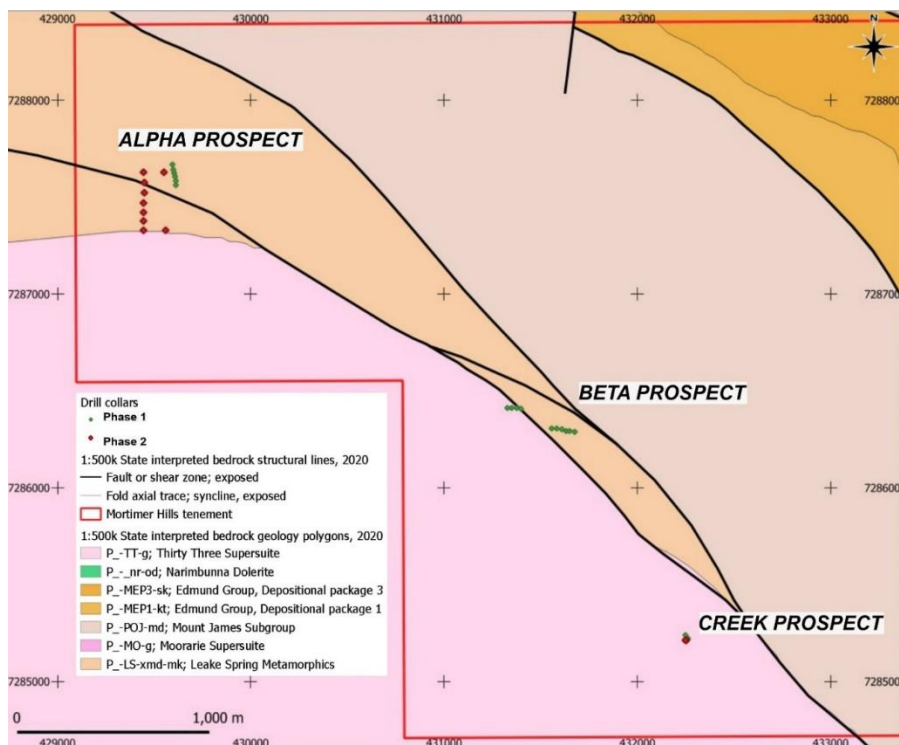 429000 430000 431000 432000 433000
N
7288000 7288000
ALPHA PROSPECT
7287000 7287000
BETA PROSPECT
Drill collars
Phase 1
Phase 2
1:500k State interpreted bedrock structural lines, 2020
Fault or shear zone; exposed
Fold axial trace; syncline, exposed
Mortimer Hills tenement
1:500k State interpreted bedrock geology polygons, 2020
P_-TT-g; Thirty Three Supersuite
P_-_nr-od; Narimbunna Dolerite
P_-MEP3-sk; Edmund Group, Depositional package 3
P_-MEP1-kt; Edmund Group, Depositional package 1
P_-POJ-md; Mount James Subgroup
P_-MO-g; Moorarie Supersuite
P_-LS-xmd-mk; Leake Spring Metamorphics
7286000 7286000
CREEK PROSPECT
7285000 7285000
0 1,000 m
429000 430000 431000 432000 433000